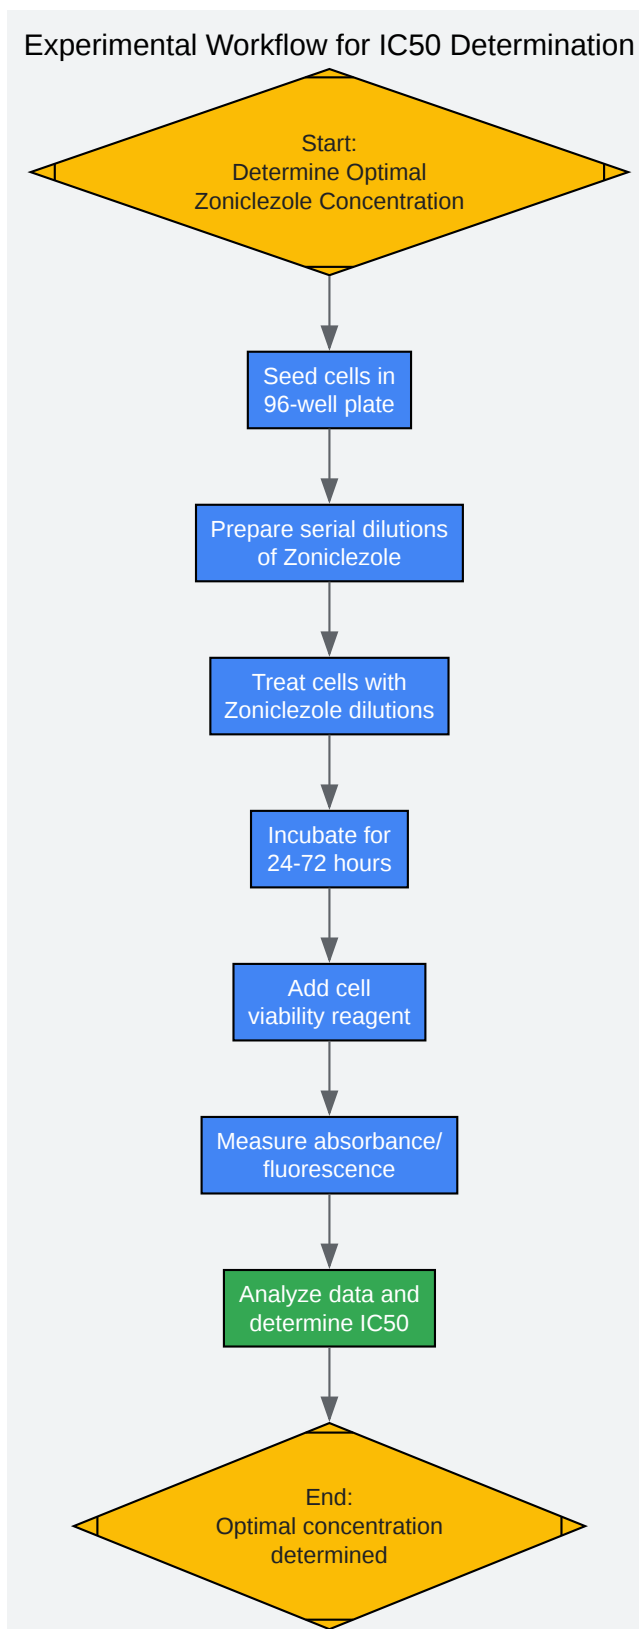 Experimental Workflow for IC50 Determination
Start:
Determine Optimal
Zoniclezole Concentration
Seed cells in
96-well plate
Prepare serial dilutions
of Zoniclezole
Treat cells with
Zoniclezole dilutions
Incubate for
24-72 hours
Add cell
viability reagent
Measure absorbance/
fluorescence
Analyze data and
determine IC50
End:
Optimal concentration
determined